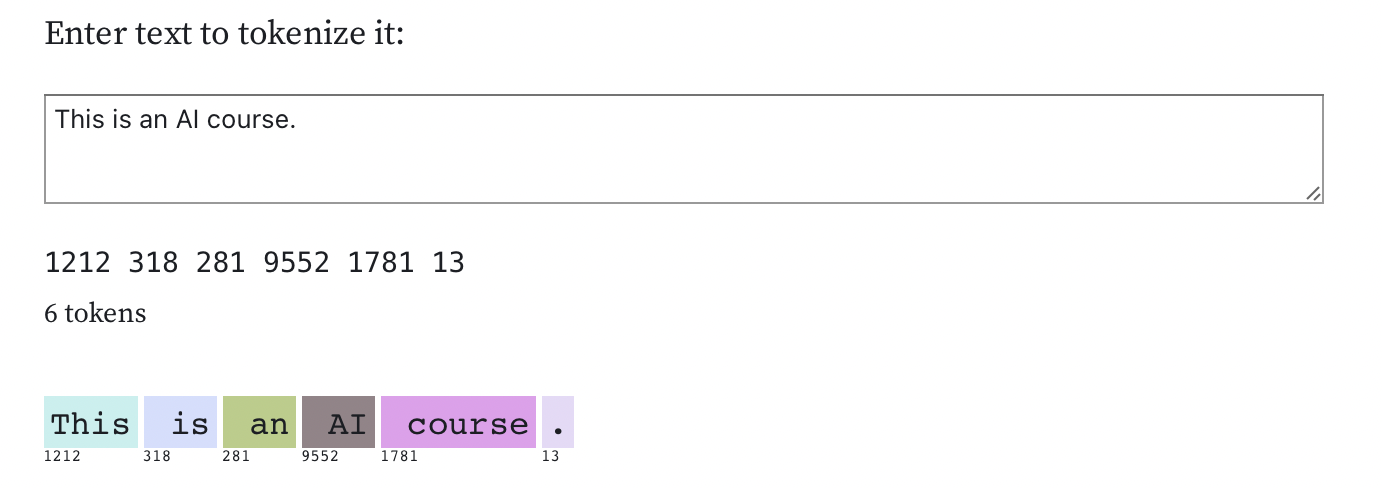 Enter text to tokenize it:
This is an AI course.
1212 318 281 9552 1781 13
6 tokens
This is an AI course.
1212 318 281 9552 1781 13